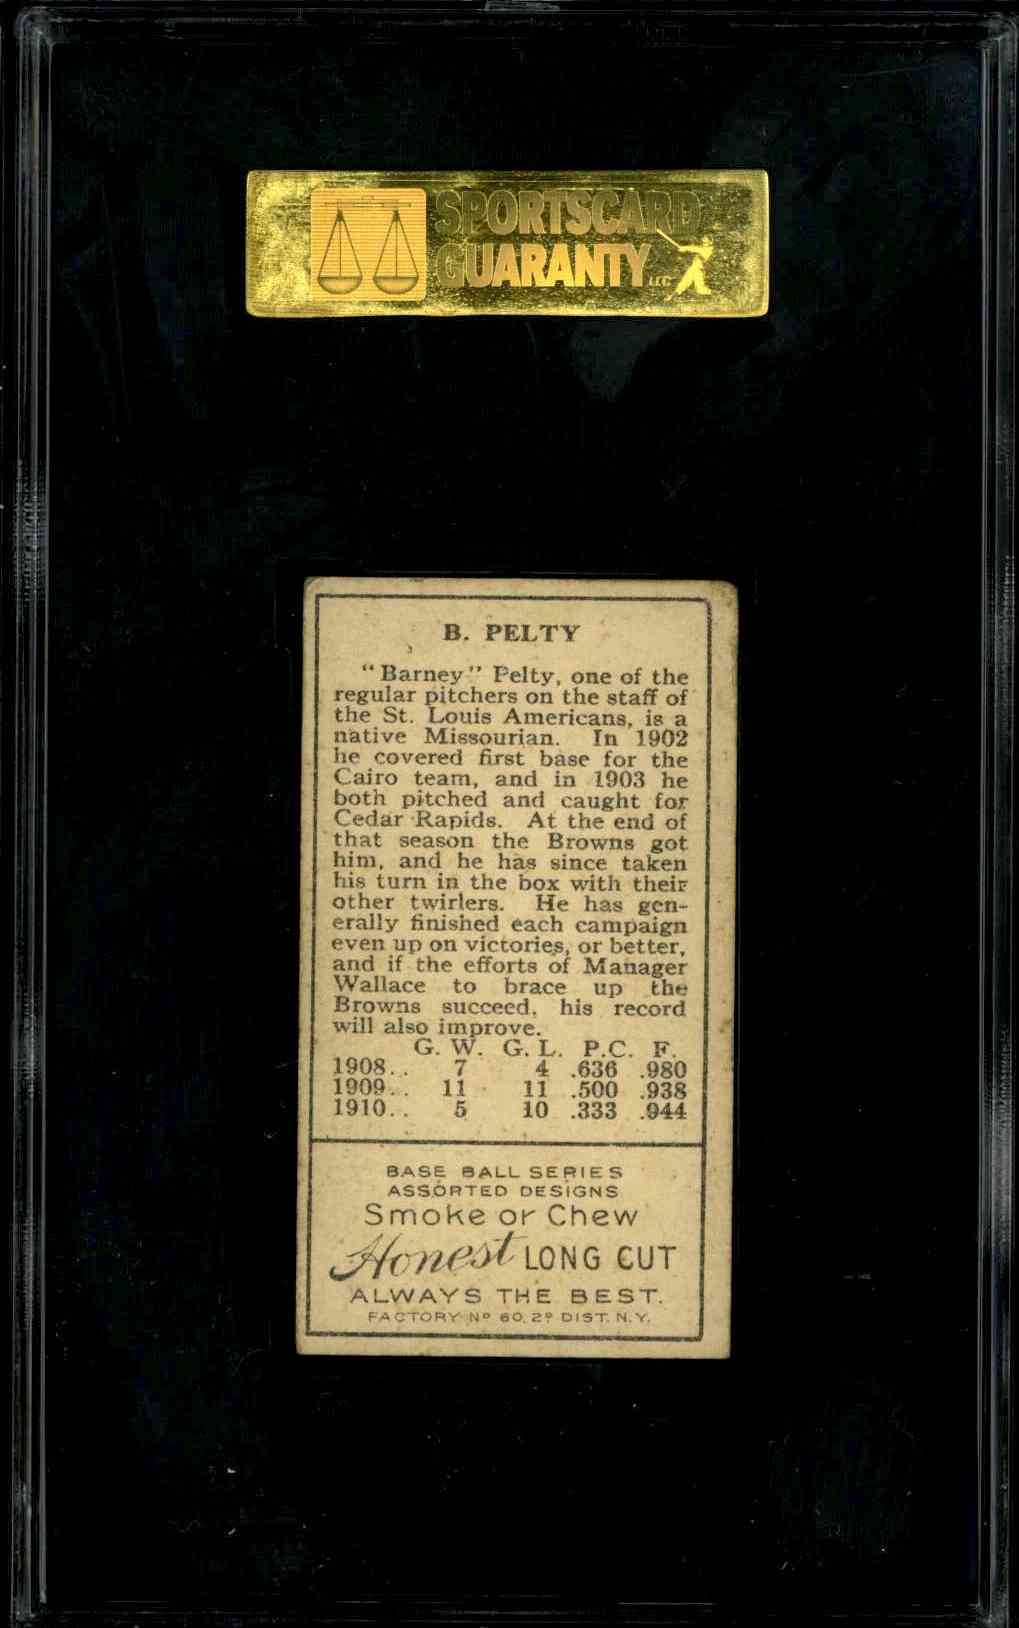 SPORTSCARD
GUARANTY LLC
B. PELTY
"Barney" Pelty, one of the
regular pitchers on the staff of
the St. Louis Americans, is a
native Missourian. In 1902
he covered first base for the
Cairo team, and in 1903 he
both pitched and caught for
Cedar Rapids. At the end of
that season the Browns got
him, and he has since taken
his turn in the box with their
other twirlers. He has gen-
erally finished each campaign
even up on victories, or better,
and if the efforts of Manager
Wallace to brace up the
Browns succeed, his record
will also improve.
G. W. G. L. P.C. F.
1908.. 7 4 .636 .980
1909.. 11 11 .500 .938
1910.. 5 10 .333 .944
BASE BALL SERIES
ASSORTED DESIGNS
Smoke or Chew
Honest LONG CUT
ALWAYS THE BEST.
FACTORY Nº 60, 2º DIST. N.Y.